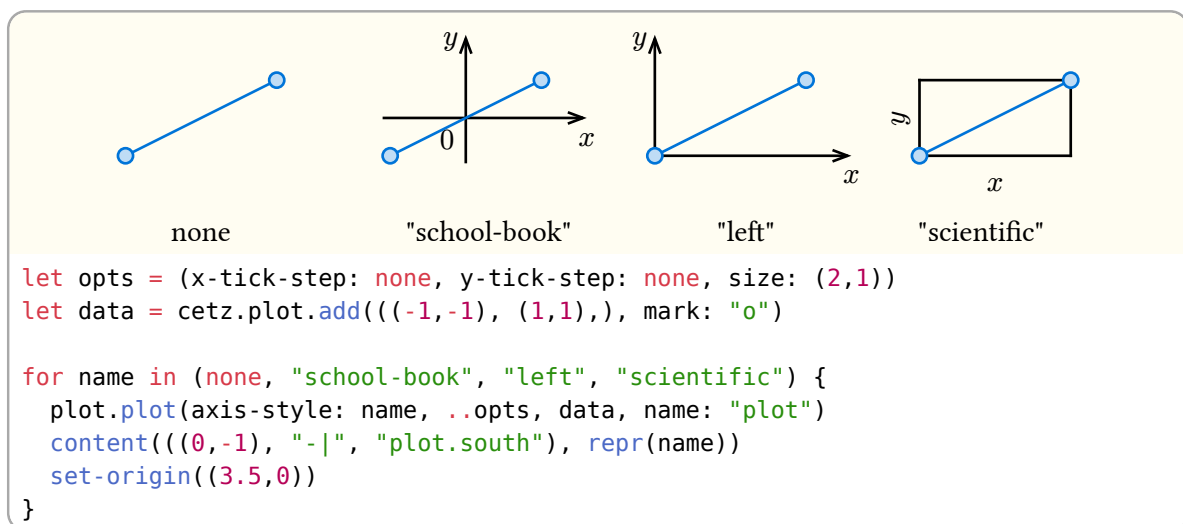 y y
y
0 x x x
none "school-book" "left" "scientific"
let opts = (x-tick-step: none, y-tick-step: none, size: (2,1))
let data = cetz.plot.add(((-1,-1), (1,1),), mark: "o")
for name in (none, "school-book", "left", "scientific") {
  plot.plot(axis-style: name, ..opts, data, name: "plot")
  content(((0,-1), "-|", "plot.south"), repr(name))
  set-origin((3.5,0))
}